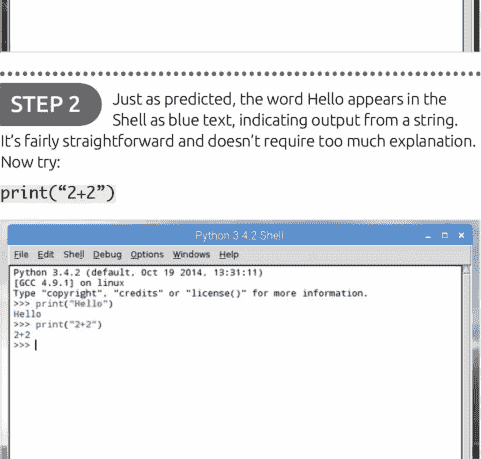 STEP 2
Just as predicted, the word Hello appears in the
Shell as blue text, indicating output from a string.
It's fairly straightforward and doesn't require too much explanation.
Now try:
print(“2+2”)
Python 3.4.2 Shell
File Edit Shell Debug Options Windows Help
Python 3.4.2 (default, Oct 19 2014, 13:31:11)
[GCC 4.9.1] on linux
Type "copyright", "credits" or "license()" for more information.
>>> print("Hello")
Hello
>>> print("2+2")
2+2
>>>